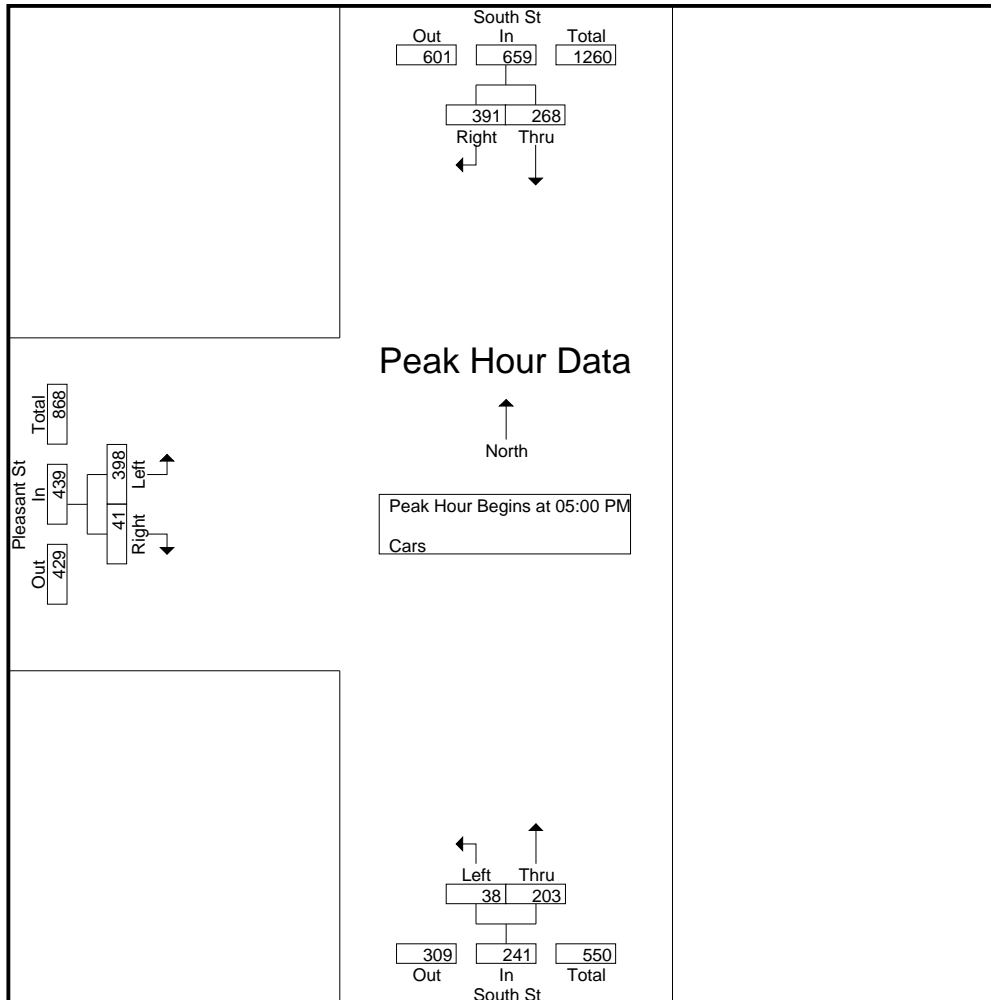 South St
Out In Total
601 659 1260
391 268
Right Thru
Peak Hour Data
North
Peak Hour Begins at 05:00 PM
Cars
Pleasant St
Out In Total
429 439 868
41 398
Right Left
Left Thru
38 203
309 241 550
Out In Total
South St